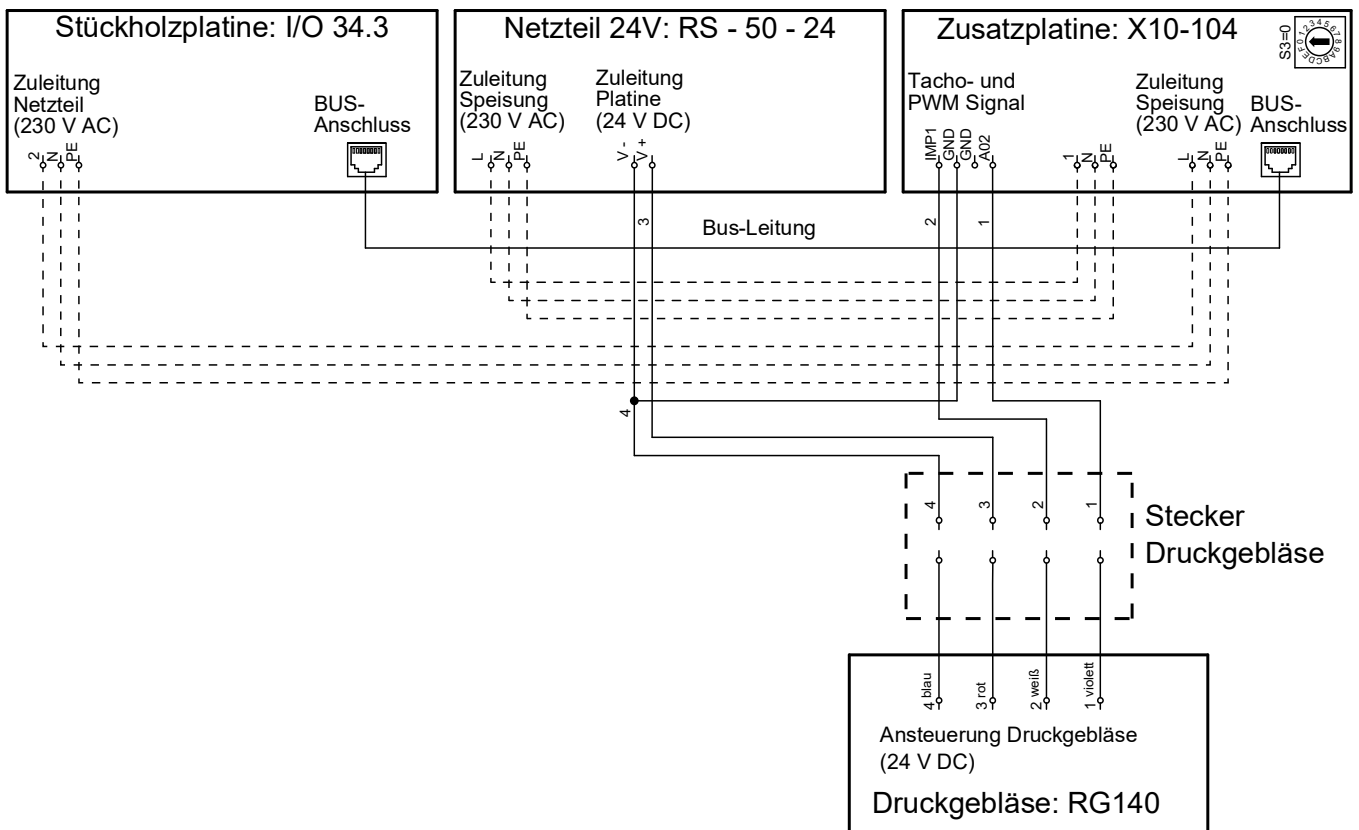 Stückholzplatine: I/O 34.3
Zuleitung
Netzteil
(230 V AC)
2
N
PE
BUS-
Anschluss
Netzteil 24V: RS - 50 - 24
Zuleitung
Speisung
(230 V AC)
L
N
PE
Zuleitung
Platine
(24 V DC)
V -
V +
Zusatzplatine: X10-104
S3=0
0123456789ABCDEF
Tacho- und
PWM Signal
IMP1
GND
GND
A02
1
N
PE
Zuleitung
Speisung
(230 V AC)
L
N
PE
BUS-
Anschluss
3
Bus-Leitung
2
1
4
4
3
2
1
Stecker
Druckgebläse
4 blau
3 rot
2 weiß
1 violett
Ansteuerung Druckgebläse
(24 V DC)
Druckgebläse: RG140